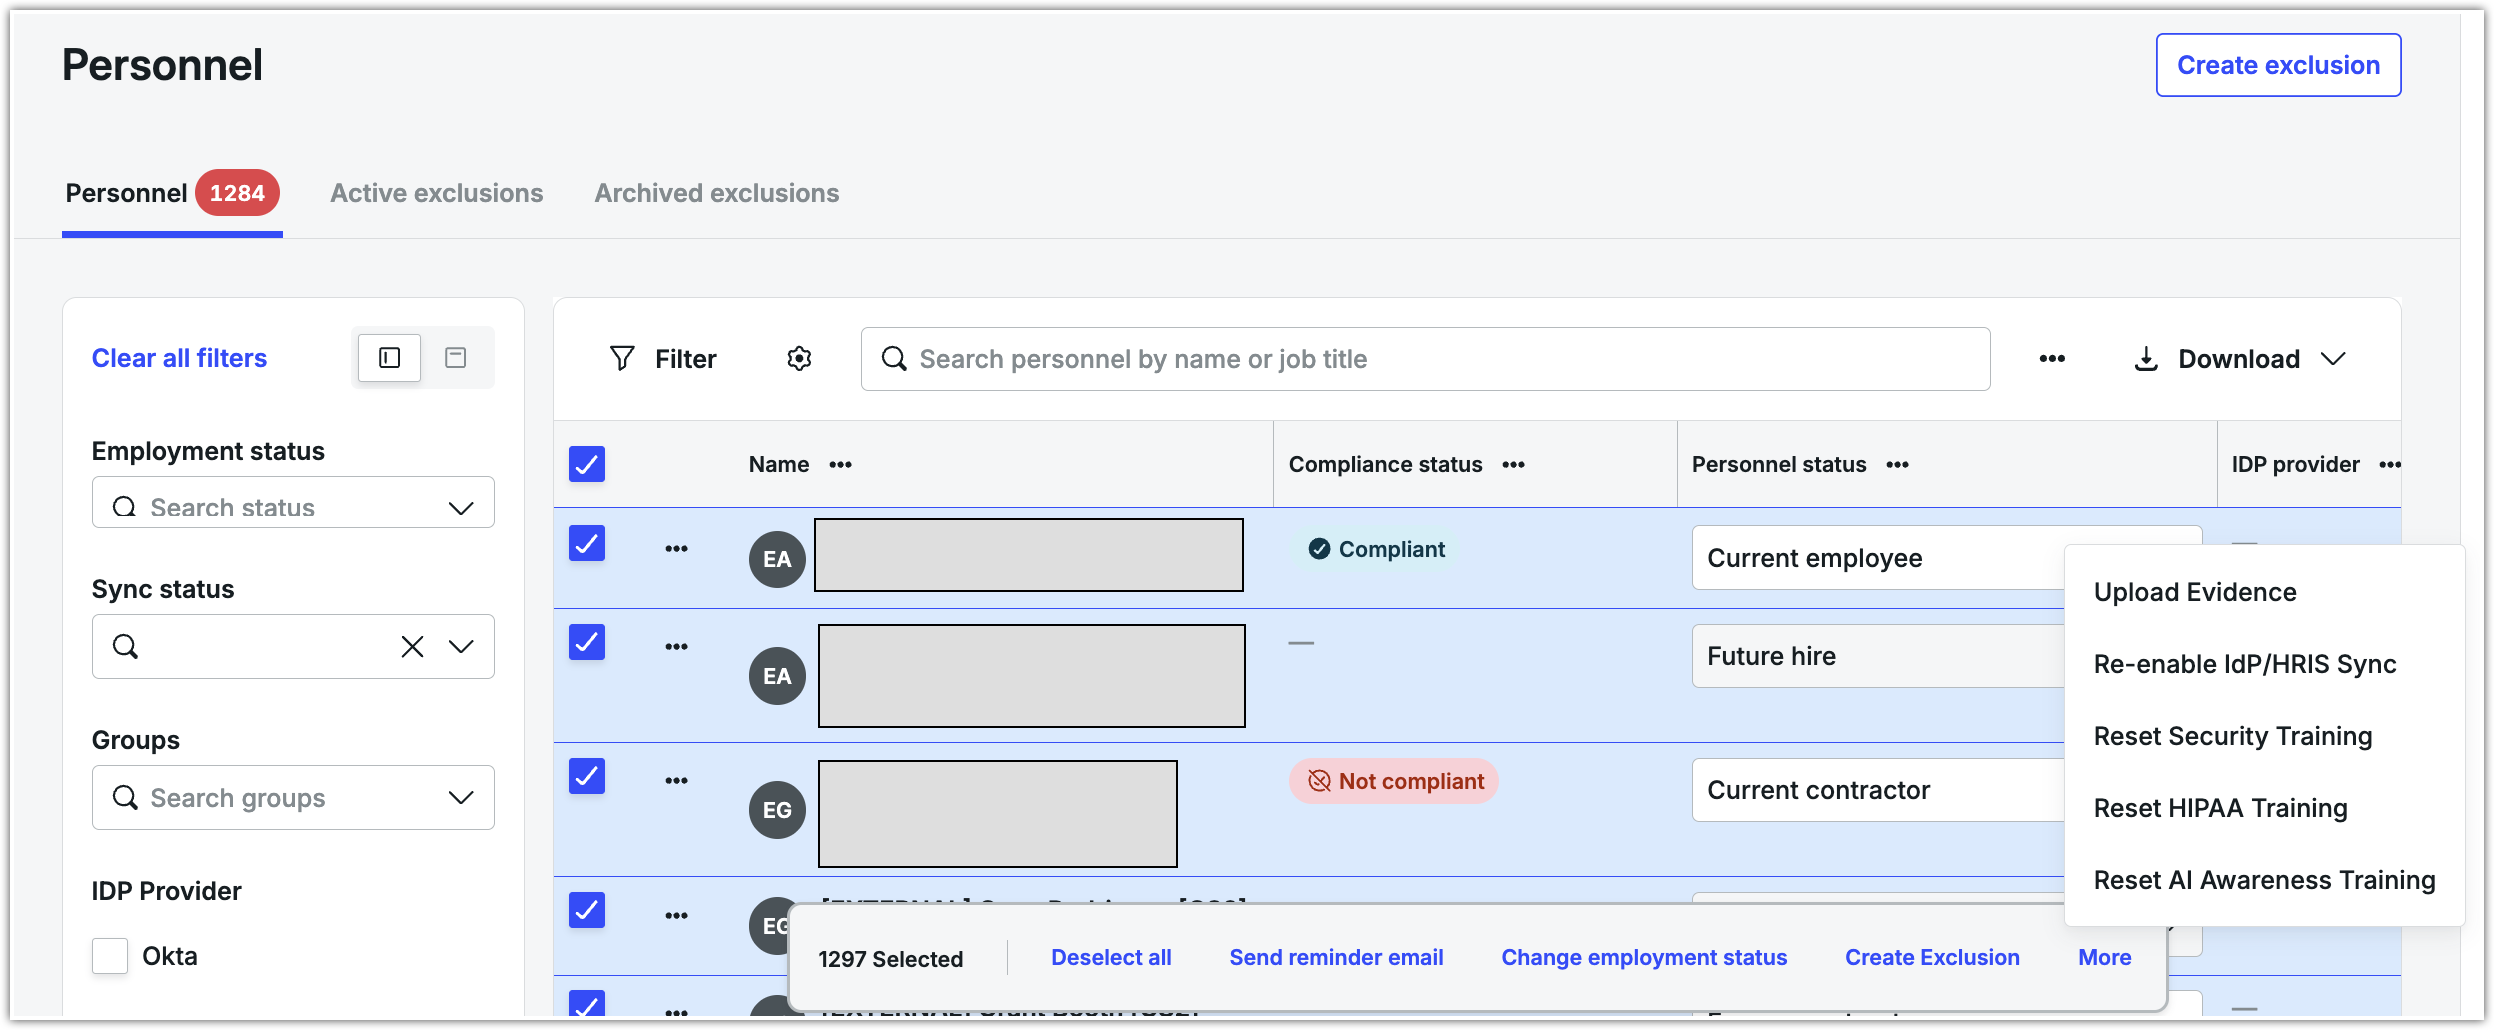 Personnel
Create exclusion
Personnel 1284
Active exclusions
Archived exclusions
Clear all filters
Filter
Search personnel by name or job title
Download
Employment status
Search status
Sync status
Groups
Search groups
IDP Provider
Okta
Name
Compliance status
Personnel status
IDP provider
EA
Compliant
Current employee
EA
—
Future hire
EG
Not compliant
Current contractor
EG
Upload Evidence
Re-enable IdP/HRIS Sync
Reset Security Training
Reset HIPAA Training
Reset AI Awareness Training
1297 Selected
Deselect all
Send reminder email
Change employment status
Create Exclusion
More